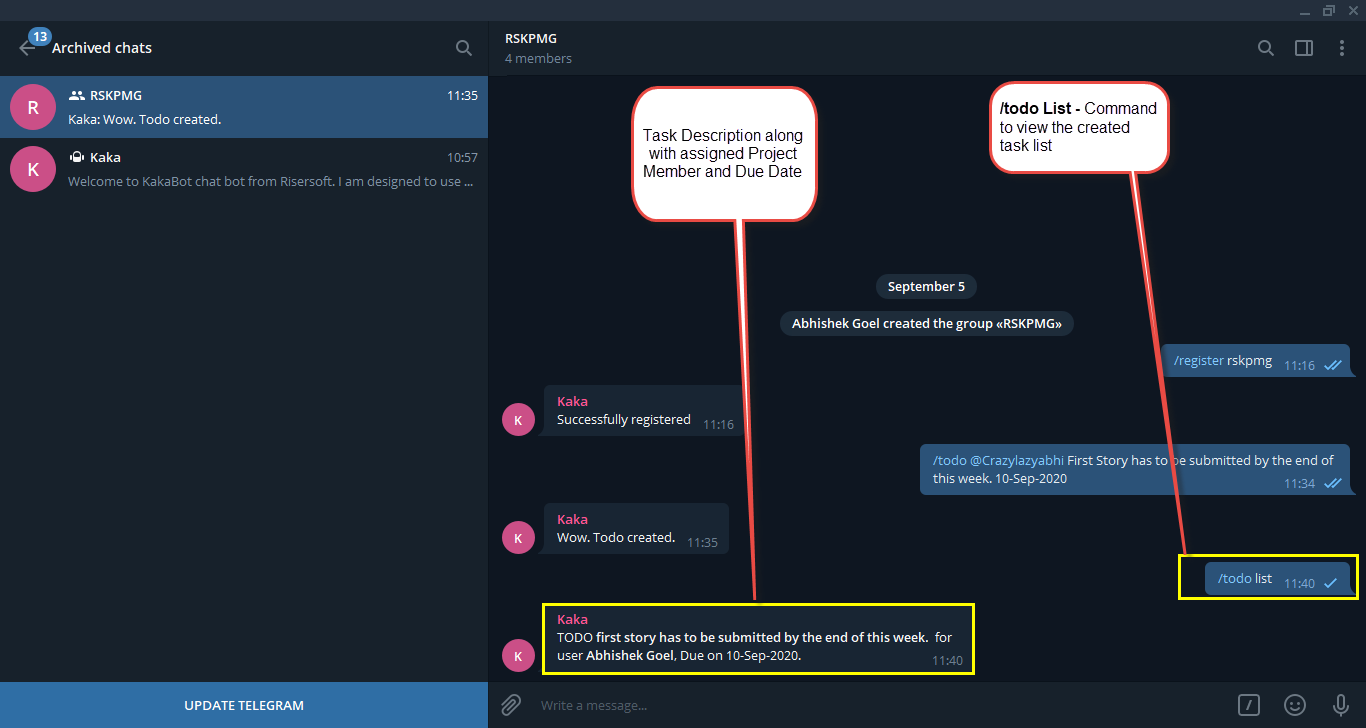 13
Archived chats
R
RSKPMG
11:35
Kaka: Wow. Todo created.
K
Kaka
10:57
Welcome to KakaBot chat bot from Risersoft. I am designed to use ...
UPDATE TELEGRAM
RSKPMG
4 members
Task Description along
with assigned Project
Member and Due Date
/todo List - Command
to view the created
task list
September 5
Abhishek Goel created the group «RSKPMG»
/register rskpmg 11:16
Kaka
K
Successfully registered 11:16
/todo @Crazylazyabhi First Story has to be submitted by the end of
this week. 10-Sep-2020 11:34
Kaka
K
Wow. Todo created. 11:35
/todo list 11:40
Kaka
TODO first story has to be submitted by the end of this week. for
K
user Abhishek Goel, Due on 10-Sep-2020. 11:40
Write a message...